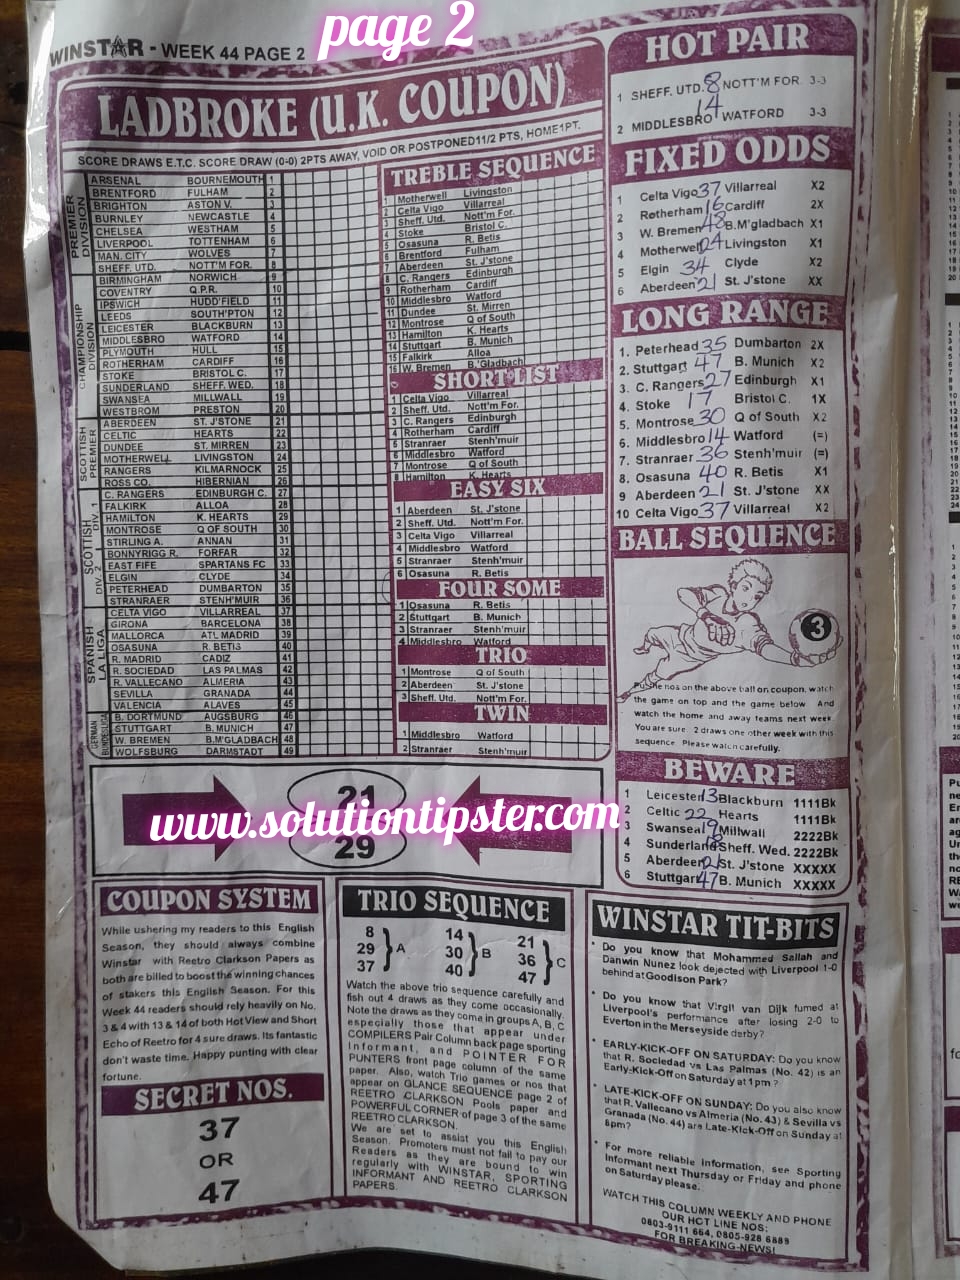 page 2
WINSTAR - WEEK 44 PAGE 2
LADBROKE (U.K. COUPON)
SCORE DRAWS E.T.C. SCORE DRAW (0-0) 2PTS AWAY, VOID OR POSTPONED 11/2 PTS, HOME1PT.
PREMIER DIVISION
ARSENAL BOURNEMOUTH 1
BRENTFORD FULHAM 2
BRIGHTON ASTON V. 3
BURNLEY NEWCASTLE 4
CHELSEA WESTHAM 5
LIVERPOOL TOTTENHAM 6
MAN. CITY WOLVES 7
SHEFF. UTD. NOTT'M FOR. 8
CHAMPIONSHIP DIVISION
BIRMINGHAM NORWICH 9
COVENTRY Q.P.R. 10
IPSWICH HUDD'FIELD 11
LEEDS SOUTH'PTON 12
LEICESTER BLACKBURN 13
MIDDLESBRO WATFORD 14
PLYMOUTH HULL 15
ROTHERHAM CARDIFF 16
STOKE BRISTOL C. 17
SUNDERLAND SHEFF. WED. 18
SWANSEA MILLWALL 19
WESTBROM PRESTON 20
SCOTTISH PREMIER
ABERDEEN ST. J'STONE 21
CELTIC HEARTS 22
DUNDEE ST. MIRREN 23
MOTHERWELL LIVINGSTON 24
RANGERS KILMARNOCK 25
ROSS CO. HIBERNIAN 26
SCOTTISH DIV. 1
C. RANGERS EDINBURGH C. 27
FALKIRK ALLOA 28
HAMILTON K. HEARTS 29
MONTROSE Q OF SOUTH 30
STIRLING A. ANNAN 31
DIV. 2
BONNYRIGG R. FORFAR 32
EAST FIFE SPARTANS FC 33
ELGIN CLYDE 34
PETERHEAD DUMBARTON 35
STRANRAER STENH'MUIR 36
SPANISH LA LIGA
CELTA VIGO VILLARREAL 37
GIRONA BARCELONA 38
MALLORCA ATL MADRID 39
OSASUNA R. BETIS 40
R. MADRID CADIZ 41
R. SOCIEDAD LAS PALMAS 42
R. VALLECANO ALMERIA 43
SEVILLA GRANADA 44
VALENCIA ALAVES 45
GERMAN BUNDESLIGA
B. DORTMUND AUGSBURG 46
STUTTGART B. MUNICH 47
W. BREMEN B.M'GLADBACH 48
WOLFSBURG DARMSTADT 49
TREBLE SEQUENCE
1 Motherwell Livingston
2 Celta Vigo Villarreal
3 Sheff. Utd. Nott'm For.
4 Stoke Bristol C.
5 Osasuna R. Betis
6 Brentford Fulham
7 Aberdeen St. J'stone
8 C. Rangers Edinburgh
9 Rotherham Cardiff
10 Middlesbro Watford
11 Dundee St. Mirren
12 Montrose Q of South
13 Hamilton K. Hearts
14 Stuttgart B. Munich
15 Falkirk Alloa
16 W. Bremen B.'Gladbach
SHORT LIST
1 Celta Vigo Villarreal
2 Sheff. Utd. Nott'm For.
3 C. Rangers Edinburgh
4 Rotherham Cardiff
5 Stranraer Stenh'muir
6 Middlesbro Watford
7 Montrose Q of South
8 Hamilton K. Hearts
EASY SIX
1 Aberdeen St. J'stone
2 Sheff. Utd. Nott'm For.
3 Celta Vigo Villarreal
4 Middlesbro Watford
5 Stranraer Stenh'muir
6 Osasuna R. Betis
FOUR SOME
1 Osasuna R. Betis
2 Stuttgart B. Munich
3 Stranraer Stenh'muir
4 Middlesbro Watford
TRIO
1 Montrose Q of South
2 Aberdeen St. J'stone
3 Sheff. Utd. Nott'm For.
TWIN
1 Middlesbro Watford
2 Stranraer Stenh'muir
HOT PAIR
1 SHEFF. UTD. 8 NOTT'M FOR. 3-3
2 MIDDLESBRO 14 WATFORD 3-3
FIXED ODDS
1 Celta Vigo 37 Villarreal X2
2 Rotherham 16 Cardiff 2X
3 W. Bremen 48 B.M'gladbach X1
4 Motherwel 24 Livingston X1
5 Elgin 34 Clyde X2
6 Aberdeen 21 St. J'stone XX
LONG RANGE
1. Peterhead 35 Dumbarton 2X
2. Stuttgart 47 B. Munich X2
3. C. Rangers 27 Edinburgh X1
4. Stoke 17 Bristol C. 1X
5. Montrose 30 Q of South X2
6. Middlesbro 14 Watford (=)
7. Stranraer 36 Stenh'muir (=)
8. Osasuna 40 R. Betis X1
9 Aberdeen 21 St. J'stone XX
10 Celta Vigo 37 Villarreal X2
BALL SEQUENCE
3
Put the nos on the above ball on coupon, watch
the game on top and the game below. And
watch the home and away teams next week
You are sure 2 draws one other week with this
sequence. Please watch carefully.
BEWARE
1 Leicester 13 Blackburn 1111Bk
2 Celtic 22 Hearts 1111Bk
3 Swansea 19 Millwall 2222Bk
4 Sunderland 18 Sheff. Wed. 2222Bk
5 Aberdeen 21 St. J'stone XXXXX
6 Stuttgart 47 B. Munich XXXXX
21
29
www.solutiontipster.com
COUPON SYSTEM
While ushering my readers to this English
Season, they should always combine
Winstar with Reetro Clarkson Papers as
both are billed to boost the winning chances
of stakers this English Season. For this
Week 44 readers should rely heavily on No.
3 & 4 with 13 & 14 of both Hot View and Short
Echo of Reetro for 4 sure draws. Its fantastic
don't waste time. Happy punting with clear
fortune.
SECRET NOS.
37
OR
47
TRIO SEQUENCE
8 29 37 } A
14 30 40 } B
21 36 47 } C
Watch the above trio sequence carefully and
fish out 4 draws as they come occasionally.
Note the draws as they come in groups A, B, C
especially those that appear under
COMPILERS Pair Column back page sporting
Informant, and POINTER FOR
PUNTERS front page column of the same
paper. Also, watch Trio games or nos that
appear on GLANCE SEQUENCE page 2 of
REETRO CLARKSON Pools paper and
POWERFUL CORNER of page 3 of the same
REETRO CLARKSON.
We are set to assist you this English
Season. Promoters must not fail to pay our
Readers as they are bound to win
regularly with WINSTAR, SPORTING
INFORMANT AND REETRO CLARKSON
PAPERS.
WINSTAR TIT-BITS
* Do you know that Mohammed Sallah and
Danwin Nunez look dejected with Liverpool 1-0
behind at Goodison Park?
* Do you know that Virgil van Dijk fumed at
Liverpool's performance after losing 2-0 to
Everton in the Merseyside derby?
* EARLY-KICK-OFF ON SATURDAY: Do you know
that R. Sociedad vs Las Palmas (No. 42) is an
Early-Kick-Off on Saturday at 1pm?
* LATE-KICK-OFF ON SUNDAY: Do you also know
that R. Vallecano vs Almeria (No. 43) & Sevilla vs
Granada (No. 44) are Late-Kick-Off on Sunday at
8pm?
* For more reliable information, see Sporting
Informant next Thursday or Friday and phone
on Saturday please.
WATCH THIS COLUMN WEEKLY AND PHONE
OUR HOT LINE NOS:
0803-9111 664, 0805-928 6889
FOR BREAKING-NEWS!